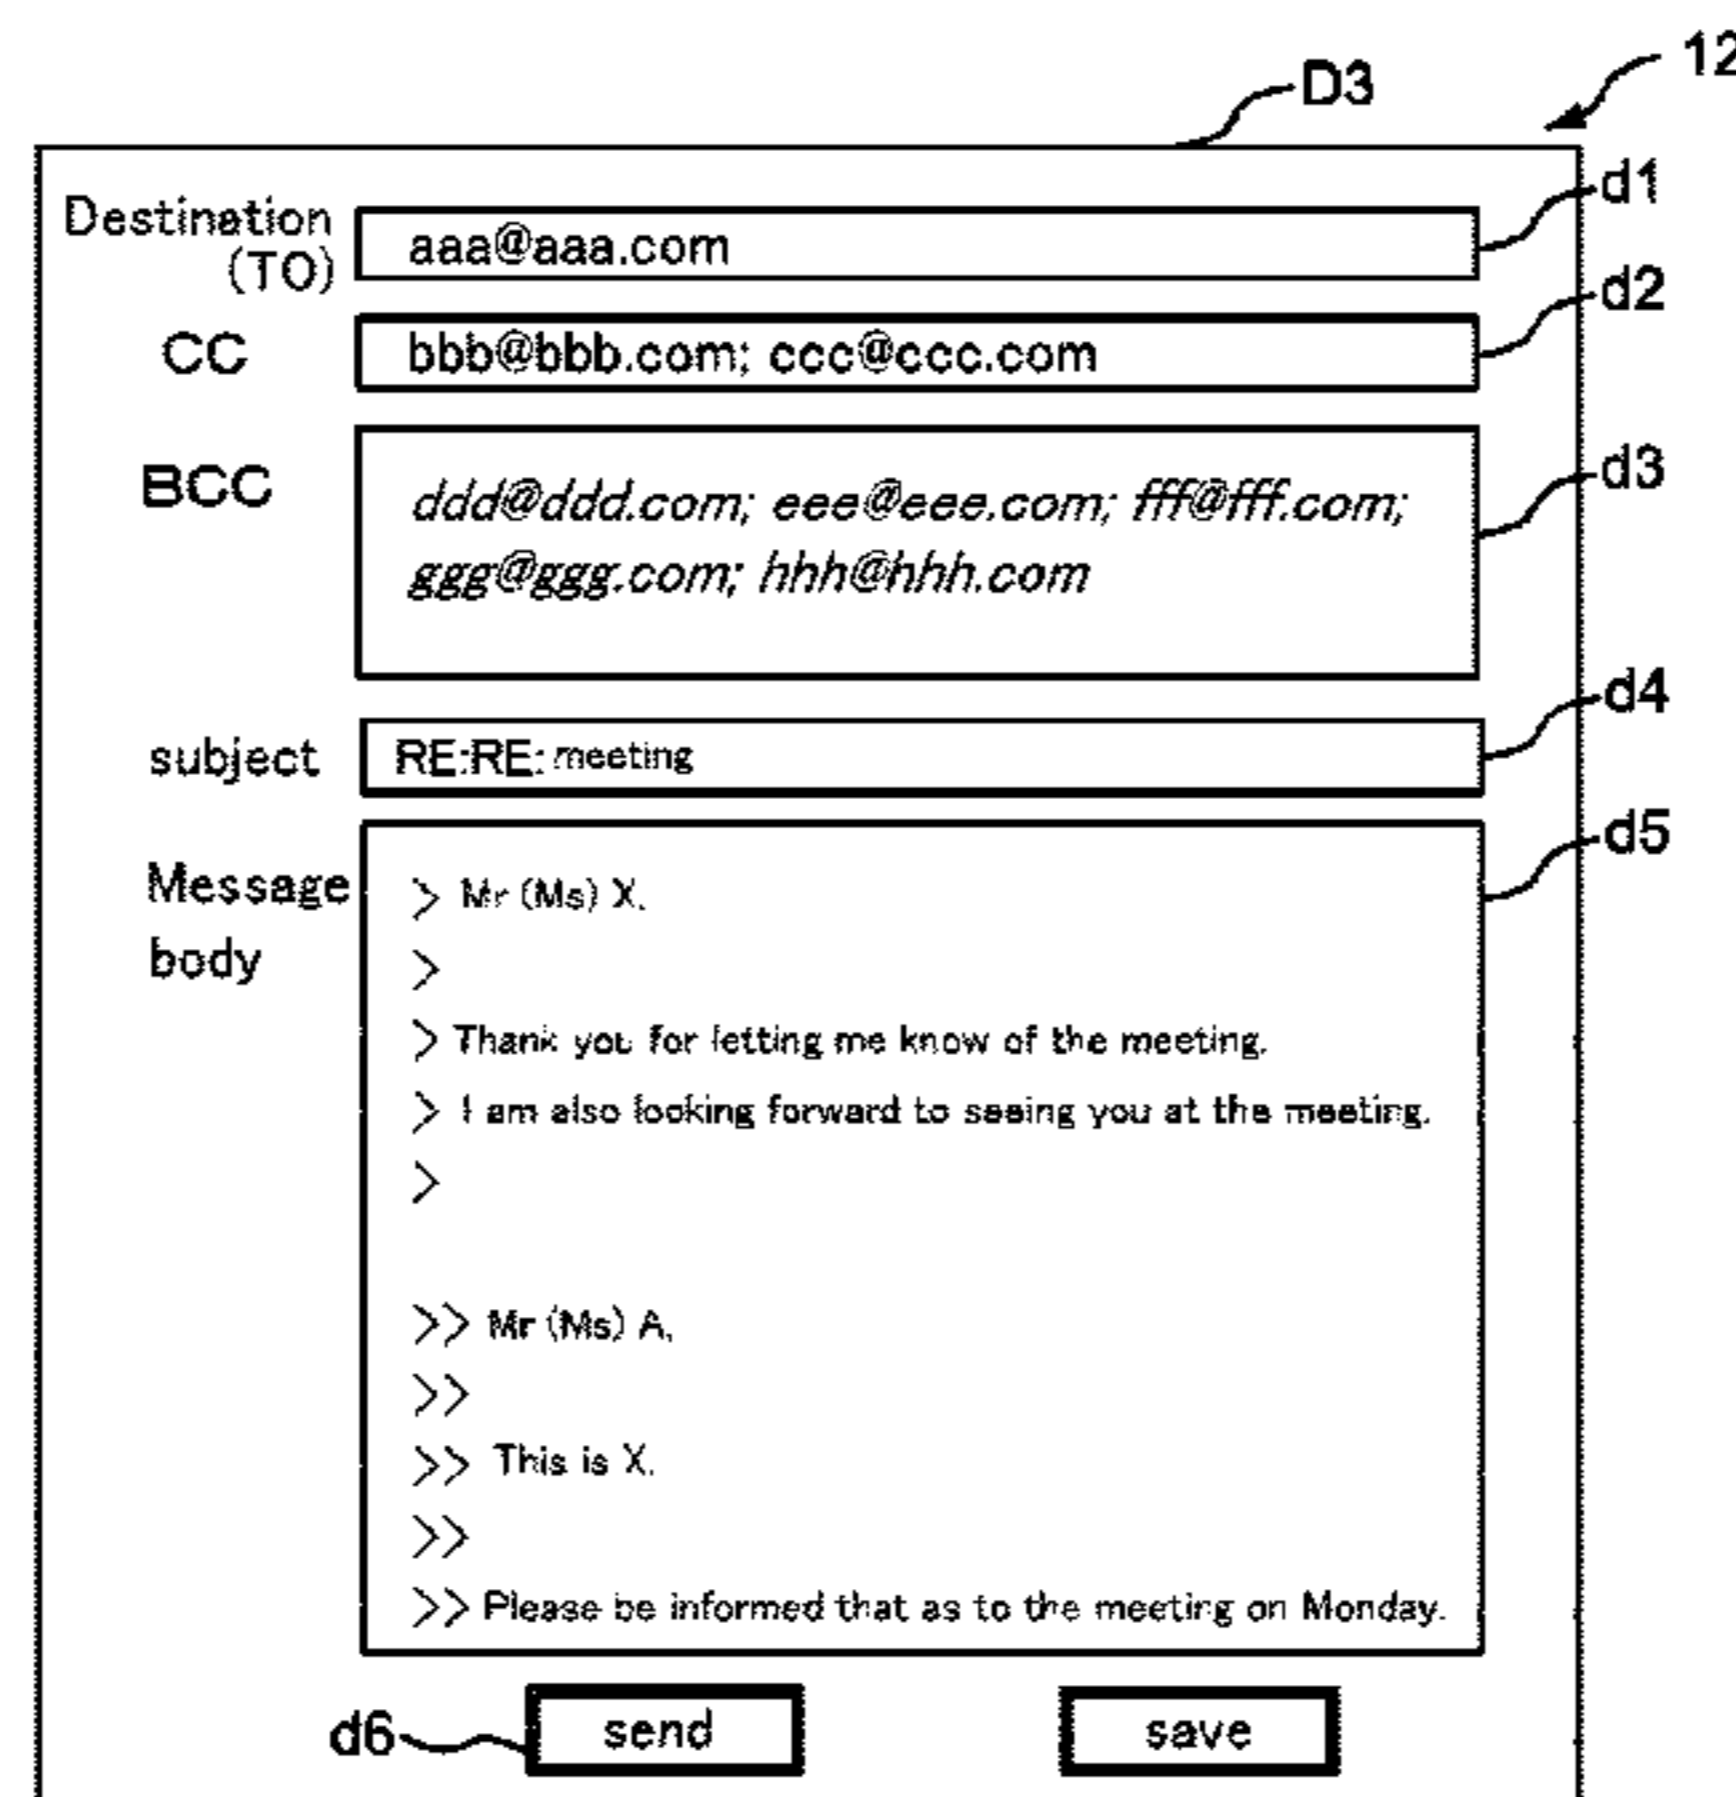 12
D3
Destination
(TO)
aaa@aaa.com
d1
CC
bbb@bbb.com; ccc@ccc.com
d2
BCC
ddd@ddd.com; eee@eee.com; fff@fff.com;
ggg@ggg.com; hhh@hhh.com
d3
subject
RE:RE: meeting
d4
Message
body
d5
> Mr (Ms) X,
>
> Thank you for letting me know of the meeting.
> I am also looking forward to seeing you at the meeting.
>
>> Mr (Ms) A,
>>
>> This is X.
>>
>> Please be informed that as to the meeting on Monday.
d6
send
save